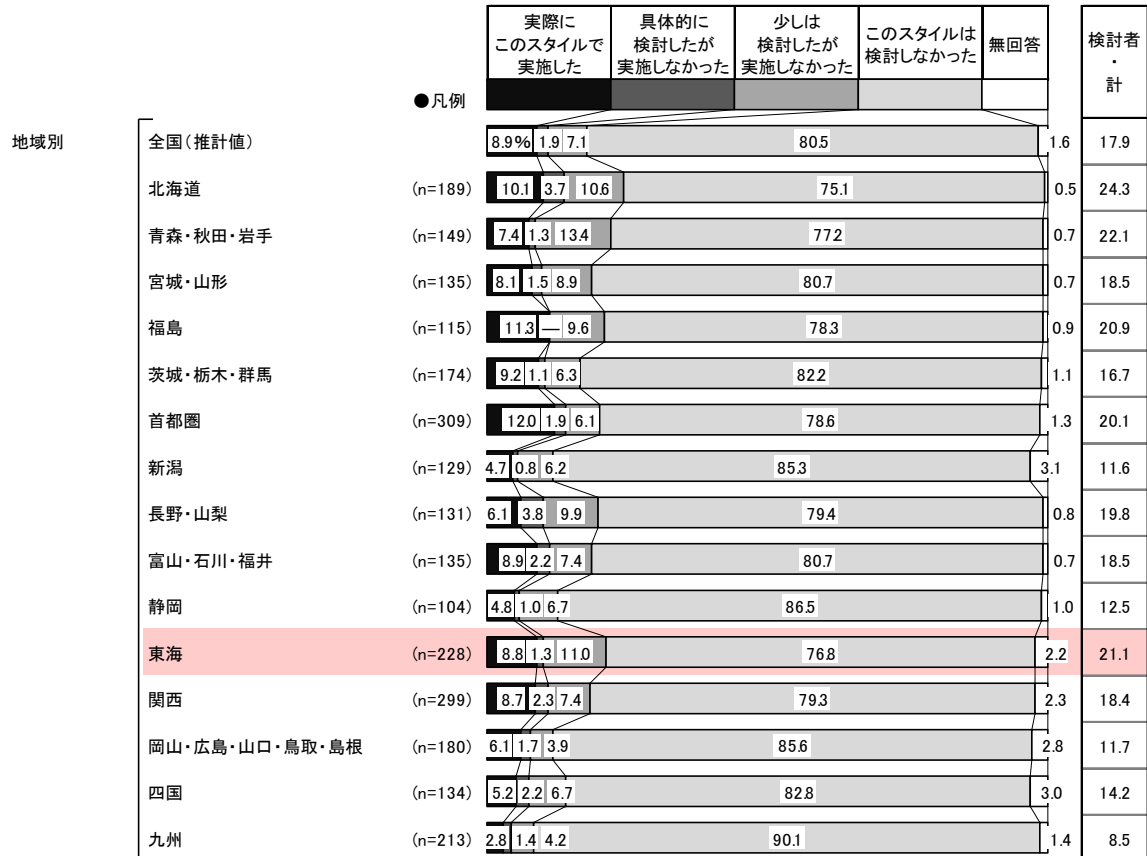 実際に
このスタイルで
実施した
具体的に
検討したが
実施しなかった
少しは
検討したが
実施しなかった
このスタイルは
検討しなかった
無回答
検討者
・
計
●凡例
地域別
全国(推計値) 8.9% 1.9 7.1 80.5 1.6 17.9
北海道 (n=189) 10.1 3.7 10.6 75.1 0.5 24.3
青森・秋田・岩手 (n=149) 7.4 1.3 13.4 77.2 0.7 22.1
宮城・山形 (n=135) 8.1 1.5 8.9 80.7 0.7 18.5
福島 (n=115) 11.3 ― 9.6 78.3 0.9 20.9
茨城・栃木・群馬 (n=174) 9.2 1.1 6.3 82.2 1.1 16.7
首都圏 (n=309) 12.0 1.9 6.1 78.6 1.3 20.1
新潟 (n=129) 4.7 0.8 6.2 85.3 3.1 11.6
長野・山梨 (n=131) 6.1 3.8 9.9 79.4 0.8 19.8
富山・石川・福井 (n=135) 8.9 2.2 7.4 80.7 0.7 18.5
静岡 (n=104) 4.8 1.0 6.7 86.5 1.0 12.5
東海 (n=228) 8.8 1.3 11.0 76.8 2.2 21.1
関西 (n=299) 8.7 2.3 7.4 79.3 2.3 18.4
岡山・広島・山口・鳥取・島根 (n=180) 6.1 1.7 3.9 85.6 2.8 11.7
四国 (n=134) 5.2 2.2 6.7 82.8 3.0 14.2
九州 (n=213) 2.8 1.4 4.2 90.1 1.4 8.5